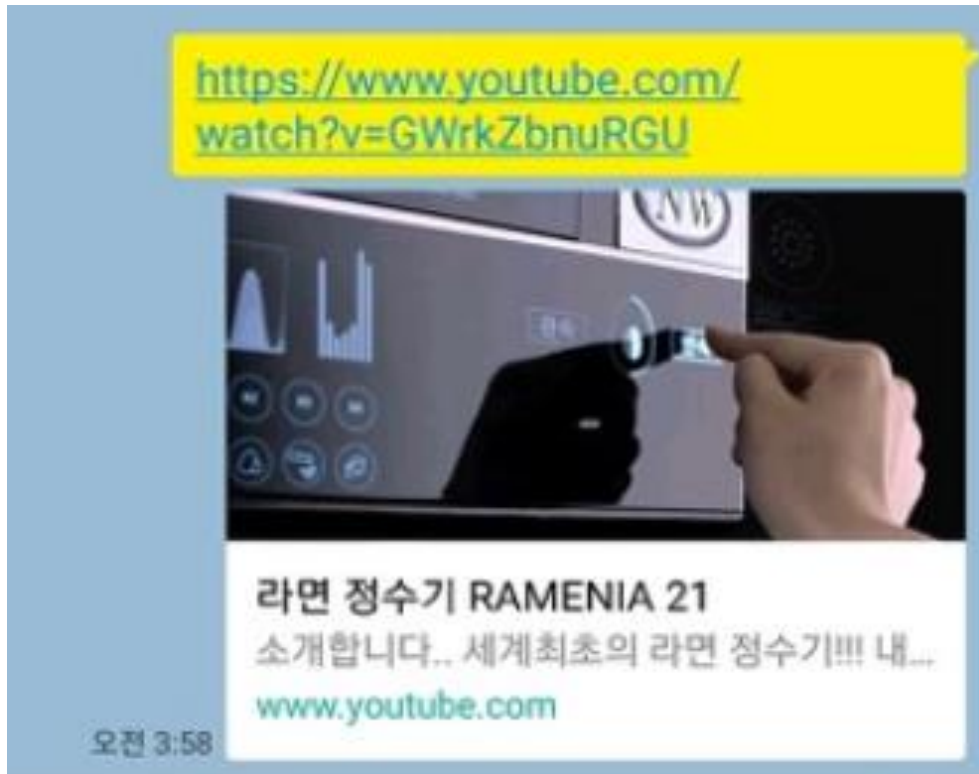 https://www.youtube.com/
watch?v=GWrkZbnuRGU
NW
라면 정수기 RAMENIA 21
소개합니다.. 세계최초의 라면 정수기!!! 내...
www.youtube.com
오전 3:58